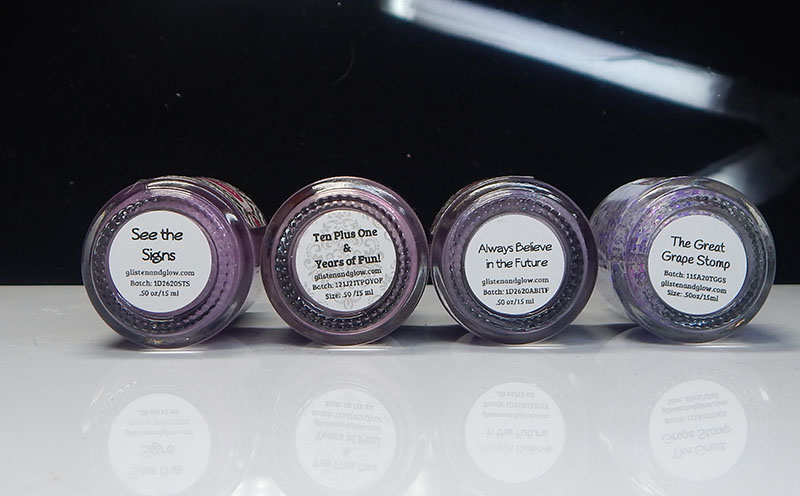 See the
Signs
glistenandglow.com
Batch: 1D2620STS
.50 oz/15 ml
Ten Plus One
&
Years of Fun!
glistenandglow.com
Batch: 121J21TPOYOF
Size: .50/15 ml
Always Believe
in the Future
glistenandglow.com
Batch: 1D2620ABITF
.50 oz/15 ml
The Great
Grape Stomp
Batch: 115A20TGGS
glistenandglow.com
Size: .50oz/15ml